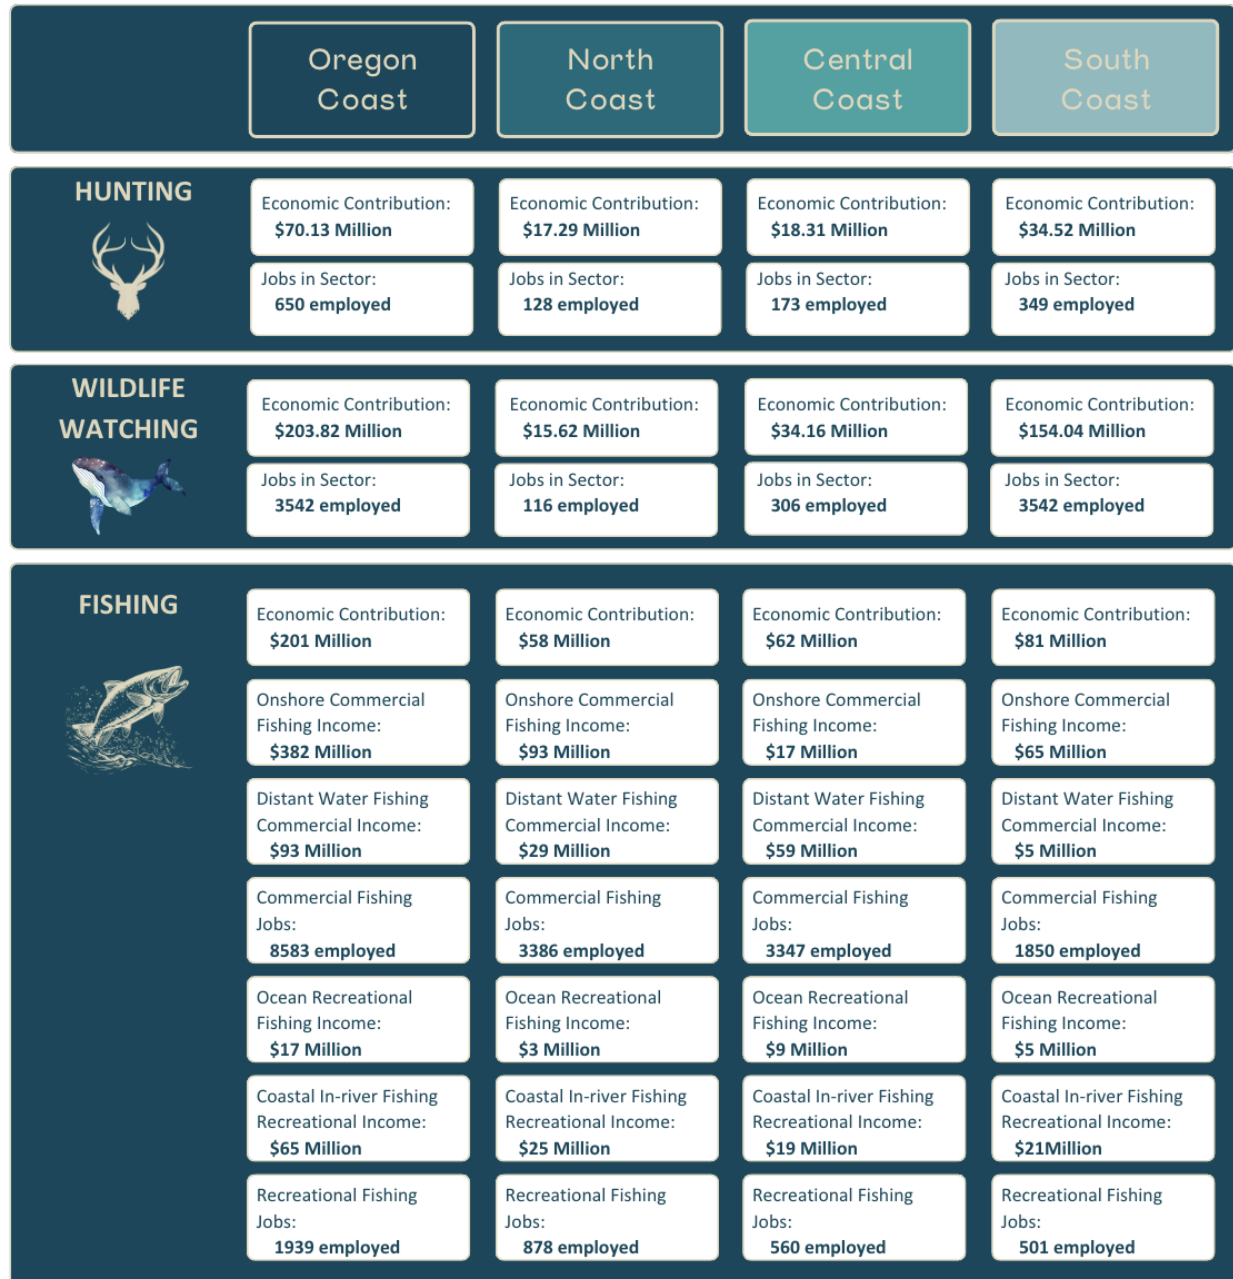 Oregon
Coast
North
Coast
Central
Coast
South
Coast
HUNTING
Economic Contribution:
$70.13 Million
Economic Contribution:
$17.29 Million
Economic Contribution:
$18.31 Million
Economic Contribution:
$34.52 Million
Jobs in Sector:
650 employed
Jobs in Sector:
128 employed
Jobs in Sector:
173 employed
Jobs in Sector:
349 employed
WILDLIFE
WATCHING
Economic Contribution:
$203.82 Million
Economic Contribution:
$15.62 Million
Economic Contribution:
$34.16 Million
Economic Contribution:
$154.04 Million
Jobs in Sector:
3542 employed
Jobs in Sector:
116 employed
Jobs in Sector:
306 employed
Jobs in Sector:
3542 employed
FISHING
Economic Contribution:
$201 Million
Economic Contribution:
$58 Million
Economic Contribution:
$62 Million
Economic Contribution:
$81 Million
Onshore Commercial
Fishing Income:
$382 Million
Onshore Commercial
Fishing Income:
$93 Million
Onshore Commercial
Fishing Income:
$17 Million
Onshore Commercial
Fishing Income:
$65 Million
Distant Water Fishing
Commercial Income:
$93 Million
Distant Water Fishing
Commercial Income:
$29 Million
Distant Water Fishing
Commercial Income:
$59 Million
Distant Water Fishing
Commercial Income:
$5 Million
Commercial Fishing
Jobs:
8583 employed
Commercial Fishing
Jobs:
3386 employed
Commercial Fishing
Jobs:
3347 employed
Commercial Fishing
Jobs:
1850 employed
Ocean Recreational
Fishing Income:
$17 Million
Ocean Recreational
Fishing Income:
$3 Million
Ocean Recreational
Fishing Income:
$9 Million
Ocean Recreational
Fishing Income:
$5 Million
Coastal In-river Fishing
Recreational Income:
$65 Million
Coastal In-river Fishing
Recreational Income:
$25 Million
Coastal In-river Fishing
Recreational Income:
$19 Million
Coastal In-river Fishing
Recreational Income:
$21Million
Recreational Fishing
Jobs:
1939 employed
Recreational Fishing
Jobs:
878 employed
Recreational Fishing
Jobs:
560 employed
Recreational Fishing
Jobs:
501 employed